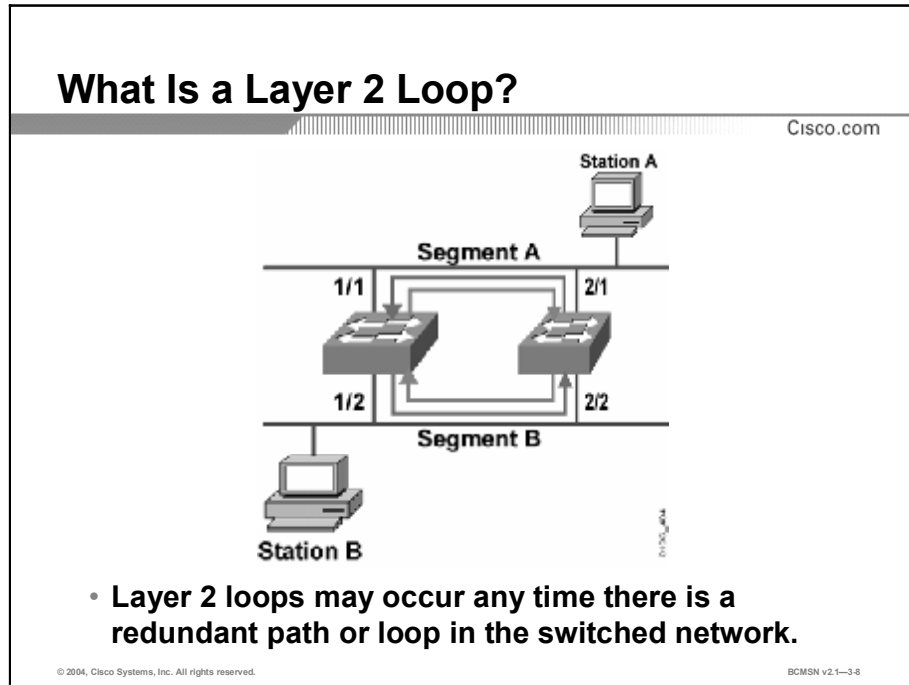 What Is a Layer 2 Loop?
Cisco.com
Station A
Segment A
1/1
2/1
1/2
2/2
Segment B
Station B
• Layer 2 loops may occur any time there is a
redundant path or loop in the switched network.
© 2004, Cisco Systems, Inc. All rights reserved.
BCMSN v2.1—3-8